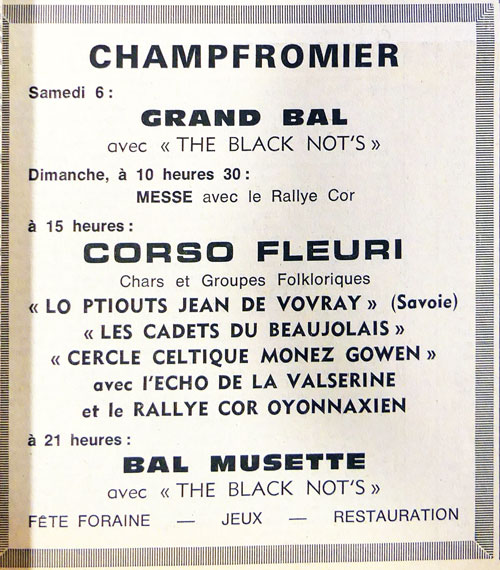 CHAMPFROMIER
Samedi 6 :
GRAND BAL
avec « THE BLACK NOT'S »
Dimanche, à 10 heures 30 :
MESSE avec le Rallye Cor
à 15 heures :
CORSO FLEURI
Chars et Groupes Folkloriques
« LO PTIOUTS JEAN DE VOVRAY » (Savoie)
« LES CADETS DU BEAUJOLAIS »
« CERCLE CELTIQUE MONEZ GOWEN »
avec l'ECHO DE LA VALSERINE
et le RALLYE COR OYONNAXIEN
à 21 heures :
BAL MUSETTE
avec « THE BLACK NOT'S »
FÊTE FORAINE — JEUX — RESTAURATION